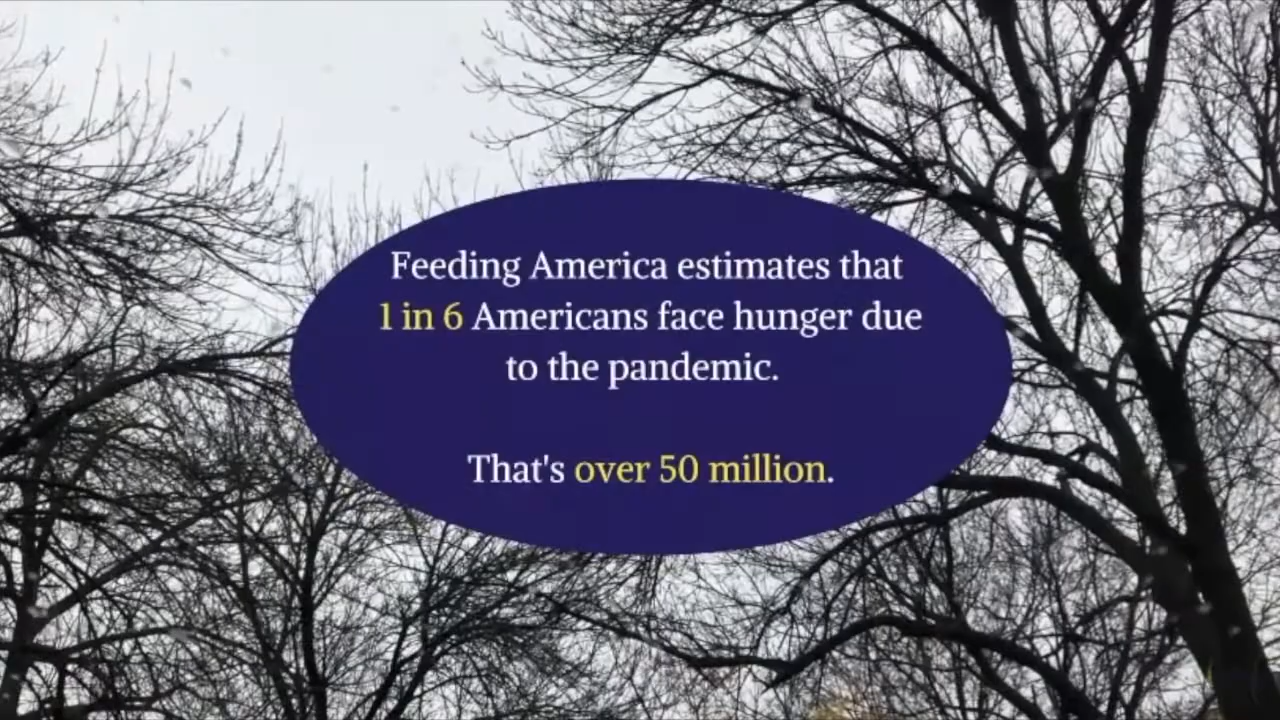 Feeding America estimates that
1 in 6 Americans face hunger due
to the pandemic.
That's over 50 million.